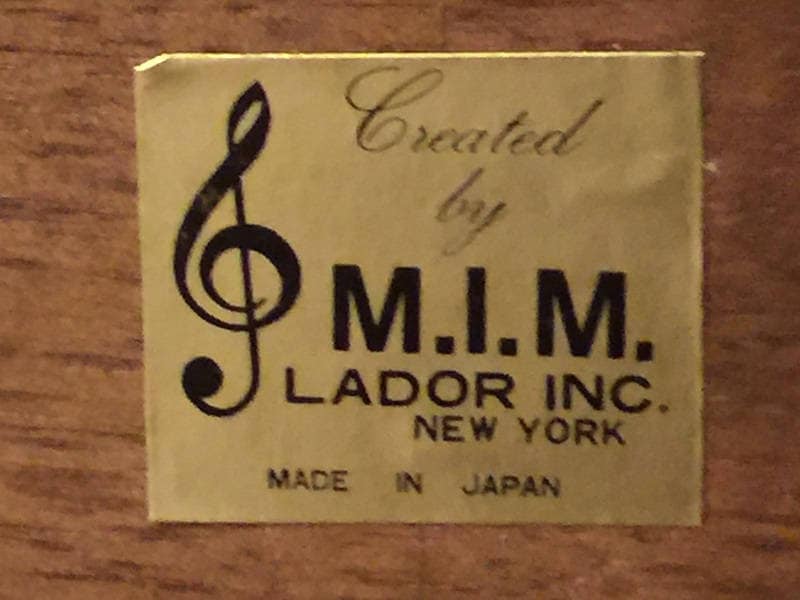 Created
by
M.I.M.
LADOR INC.
NEW YORK
MADE IN JAPAN